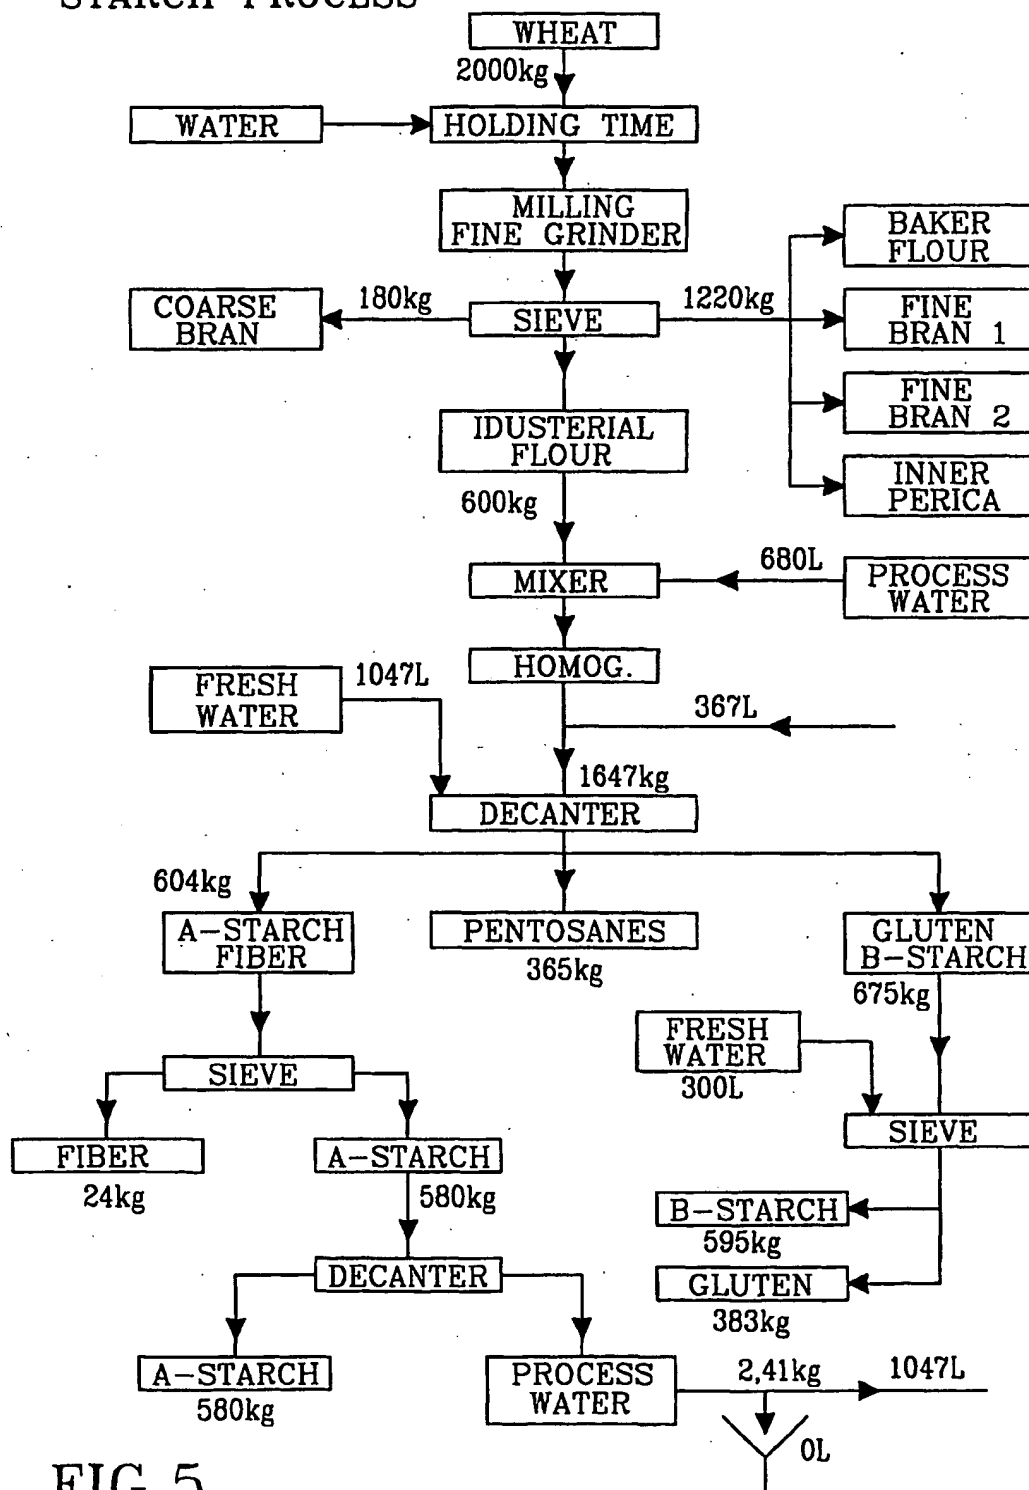 STARCH PROCESS
WHEAT
2000kg
WATER
HOLDING TIME
MILLING
FINE GRINDER
BAKER
FLOUR
COARSE
BRAN
180kg
SIEVE
1220kg
FINE
BRAN 1
FINE
BRAN 2
IDUSTERIAL
FLOUR
INNER
PERICA
600kg
MIXER
680L
PROCESS
WATER
HOMOG.
FRESH
WATER
1047L
367L
1647kg
DECANTER
604kg
A-STARCH
FIBER
PENTOSANES
365kg
GLUTEN
B-STARCH
675kg
FRESH
WATER
300L
SIEVE
SIEVE
FIBER
24kg
A-STARCH
580kg
B-STARCH
595kg
DECANTER
GLUTEN
383kg
A-STARCH
580kg
PROCESS
WATER
2,41kg
1047L
0L
FIG 5